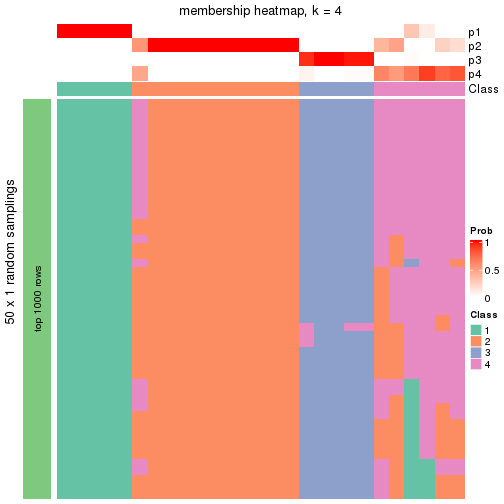 membership heatmap, k = 4
p1
p2
p3
p4
Class
50 x 1 random samplings
top 1000 rows
Prob
1
0.5
0
Class
1
2
3
4